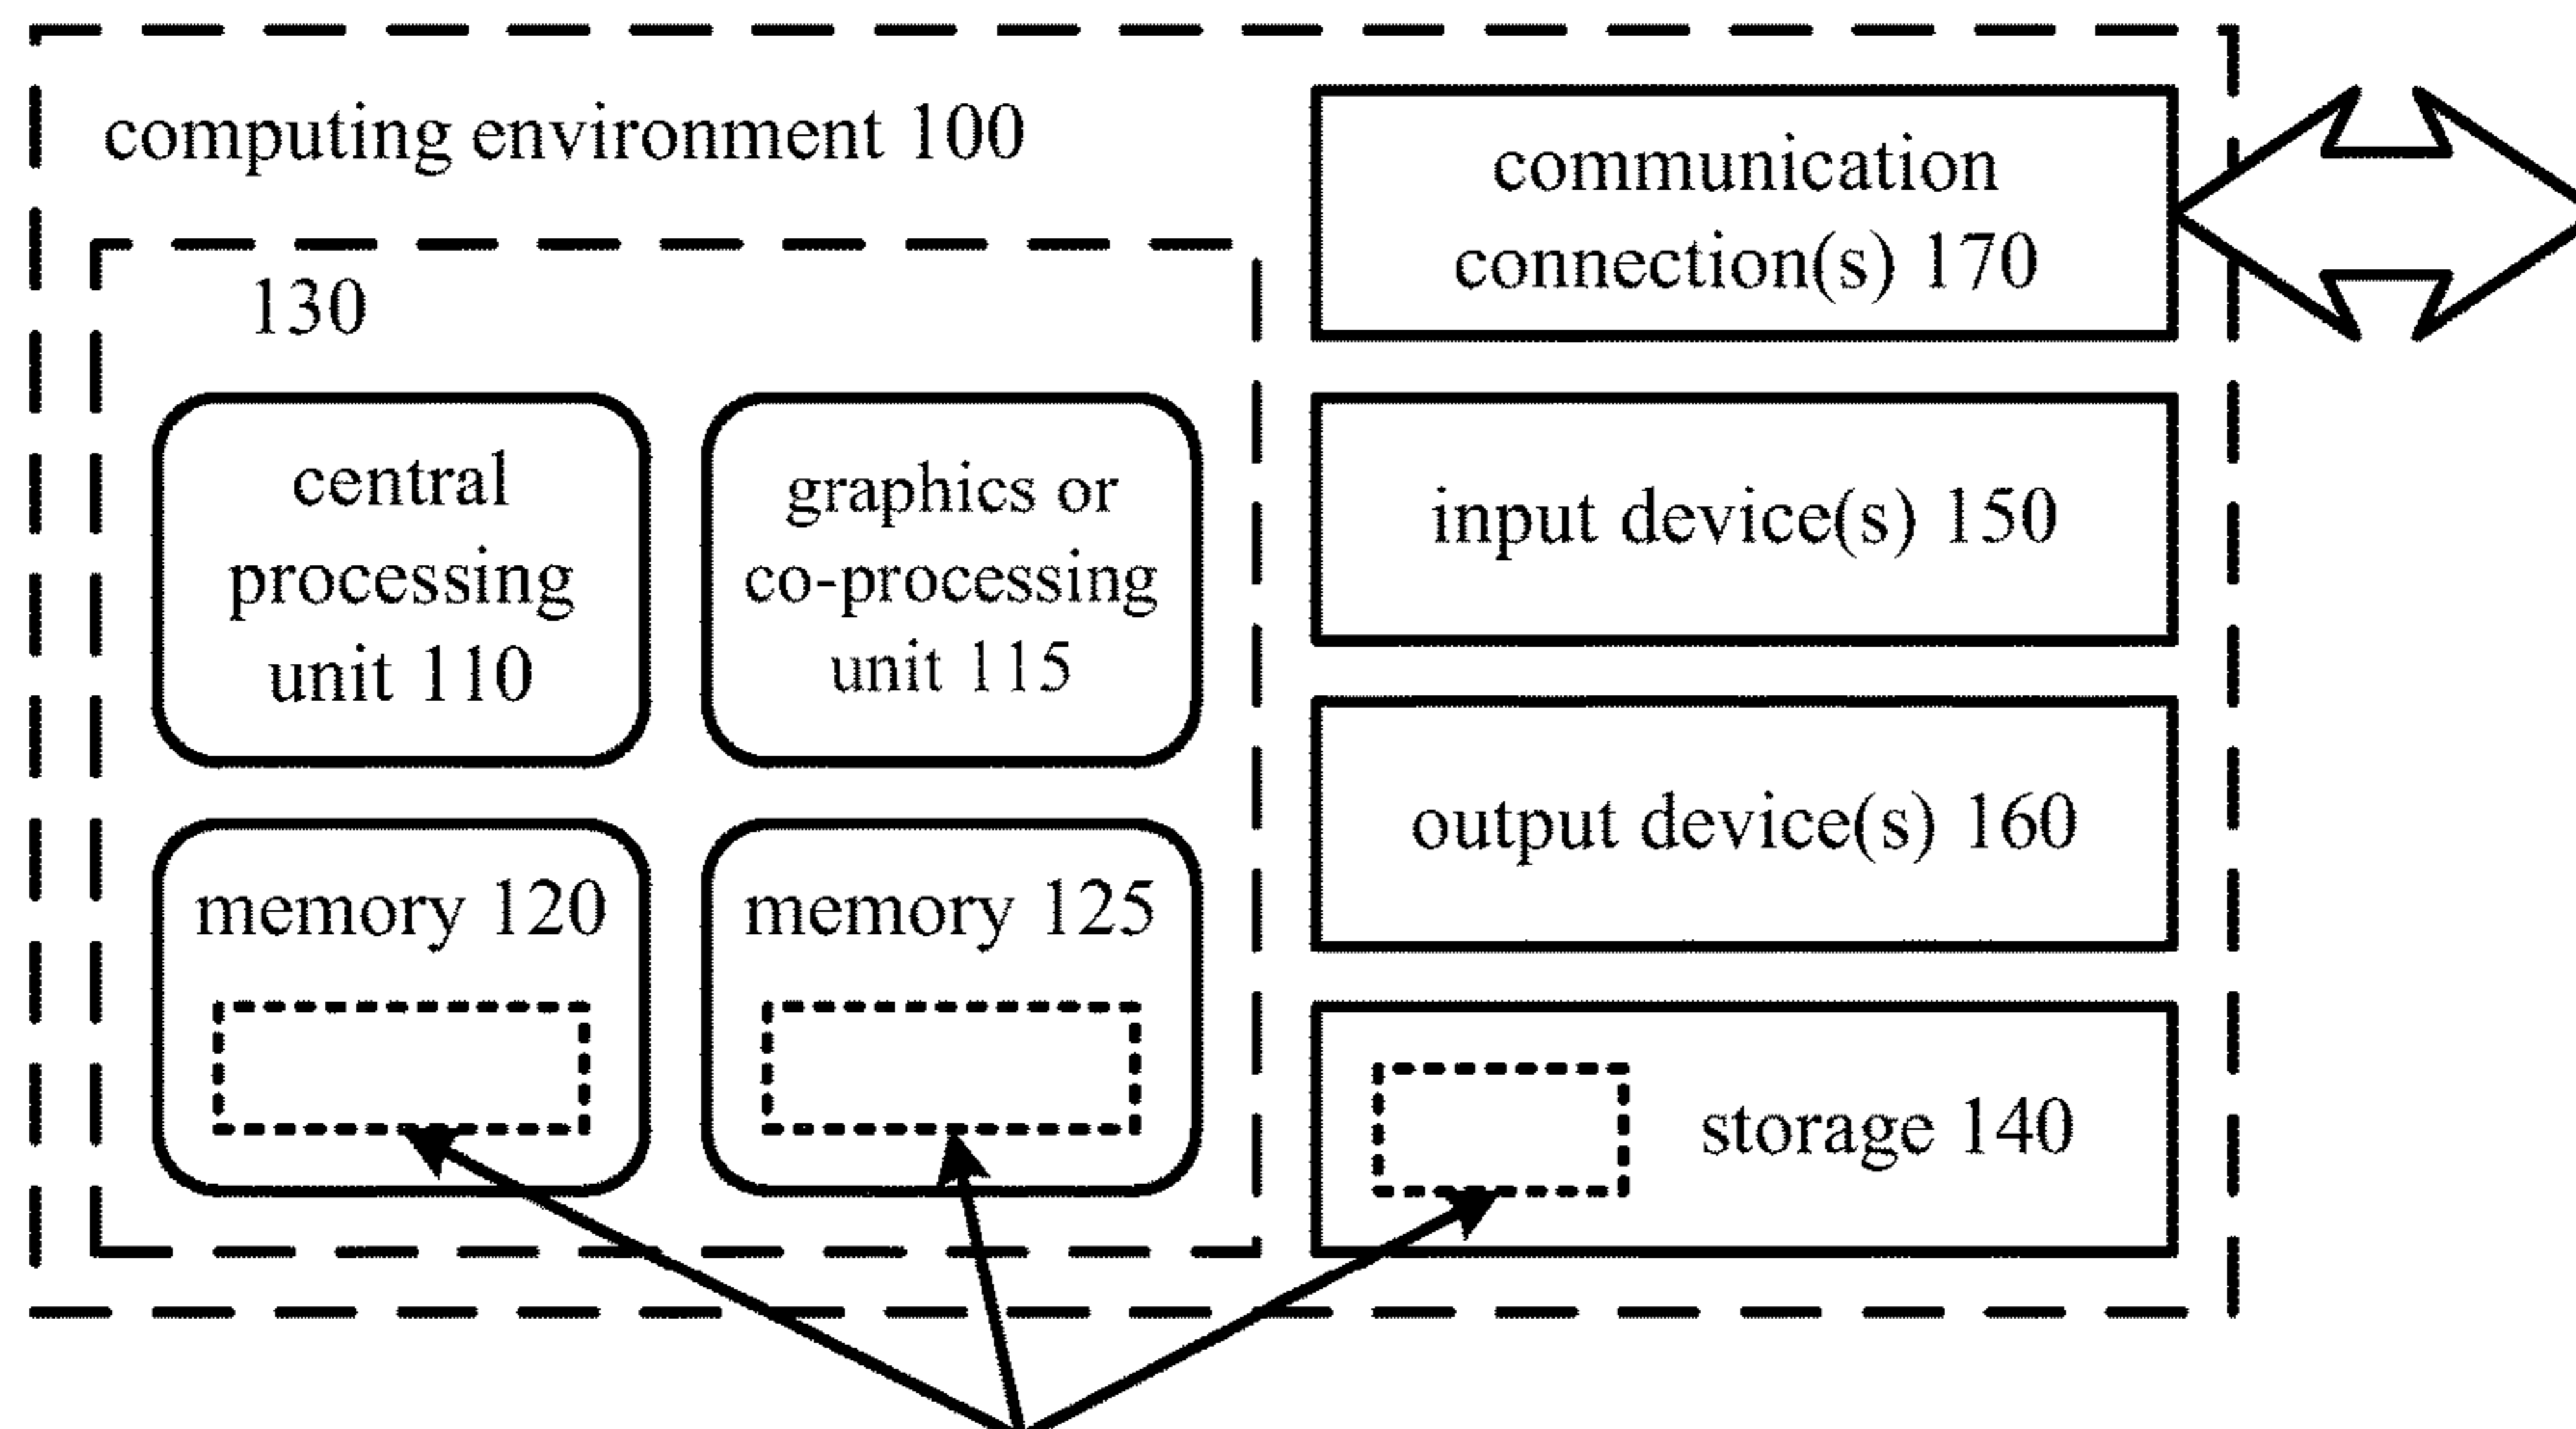 computing environment 100
130
central
processing
unit 110
graphics or
co-processing
unit 115
memory 120
memory 125
communication
connection(s) 170
input device(s) 150
output device(s) 160
storage 140